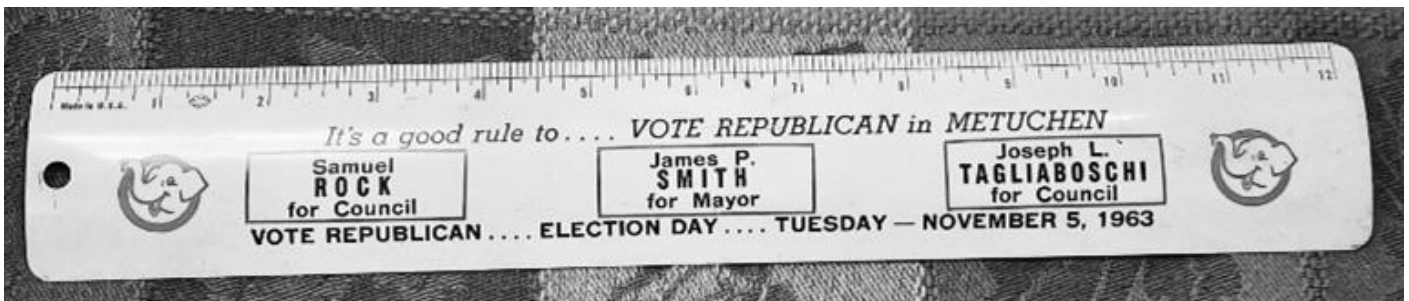 1 2 3 4 5 6 7 8 9 10 11 12
Made in U.S.A.
It's a good rule to.... VOTE REPUBLICAN in METUCHEN
Samuel
ROCK
for Council
James P.
SMITH
for Mayor
Joseph L.
TAGLIABOSCHI
for Council
VOTE REPUBLICAN.... ELECTION DAY.... TUESDAY — NOVEMBER 5, 1963